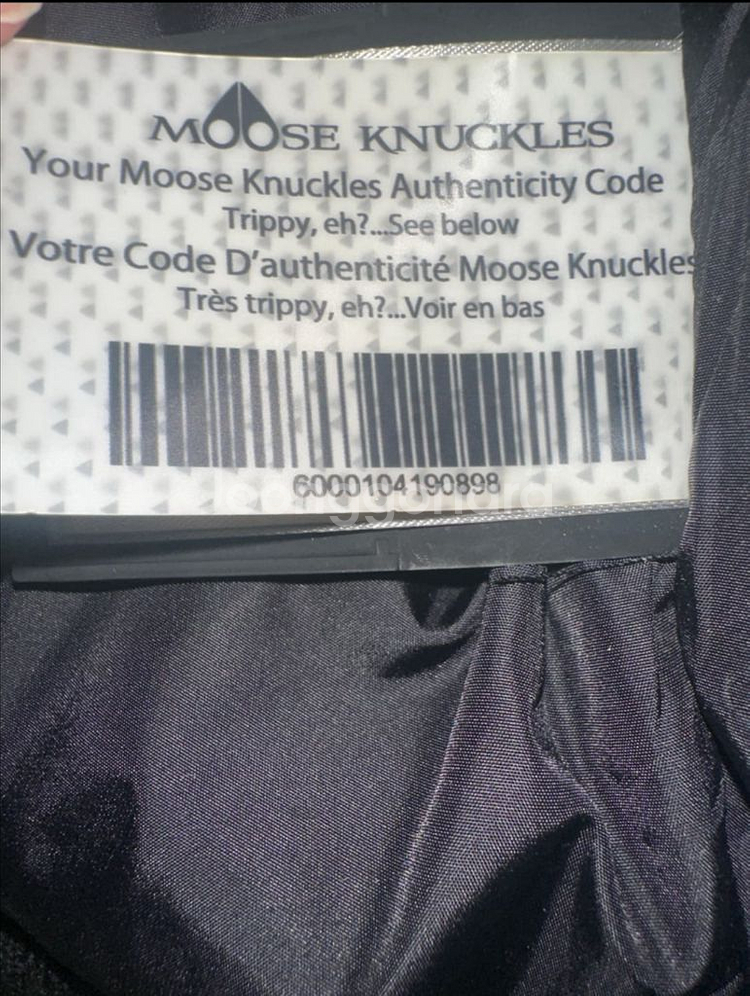 MOOSE KNUCKLES
Your Moose Knuckles Authenticity Code
Trippy, eh?...See below
Votre Code D'authenticité Moose Knuckles
Très trippy, eh?...Voir en bas
6000104190898